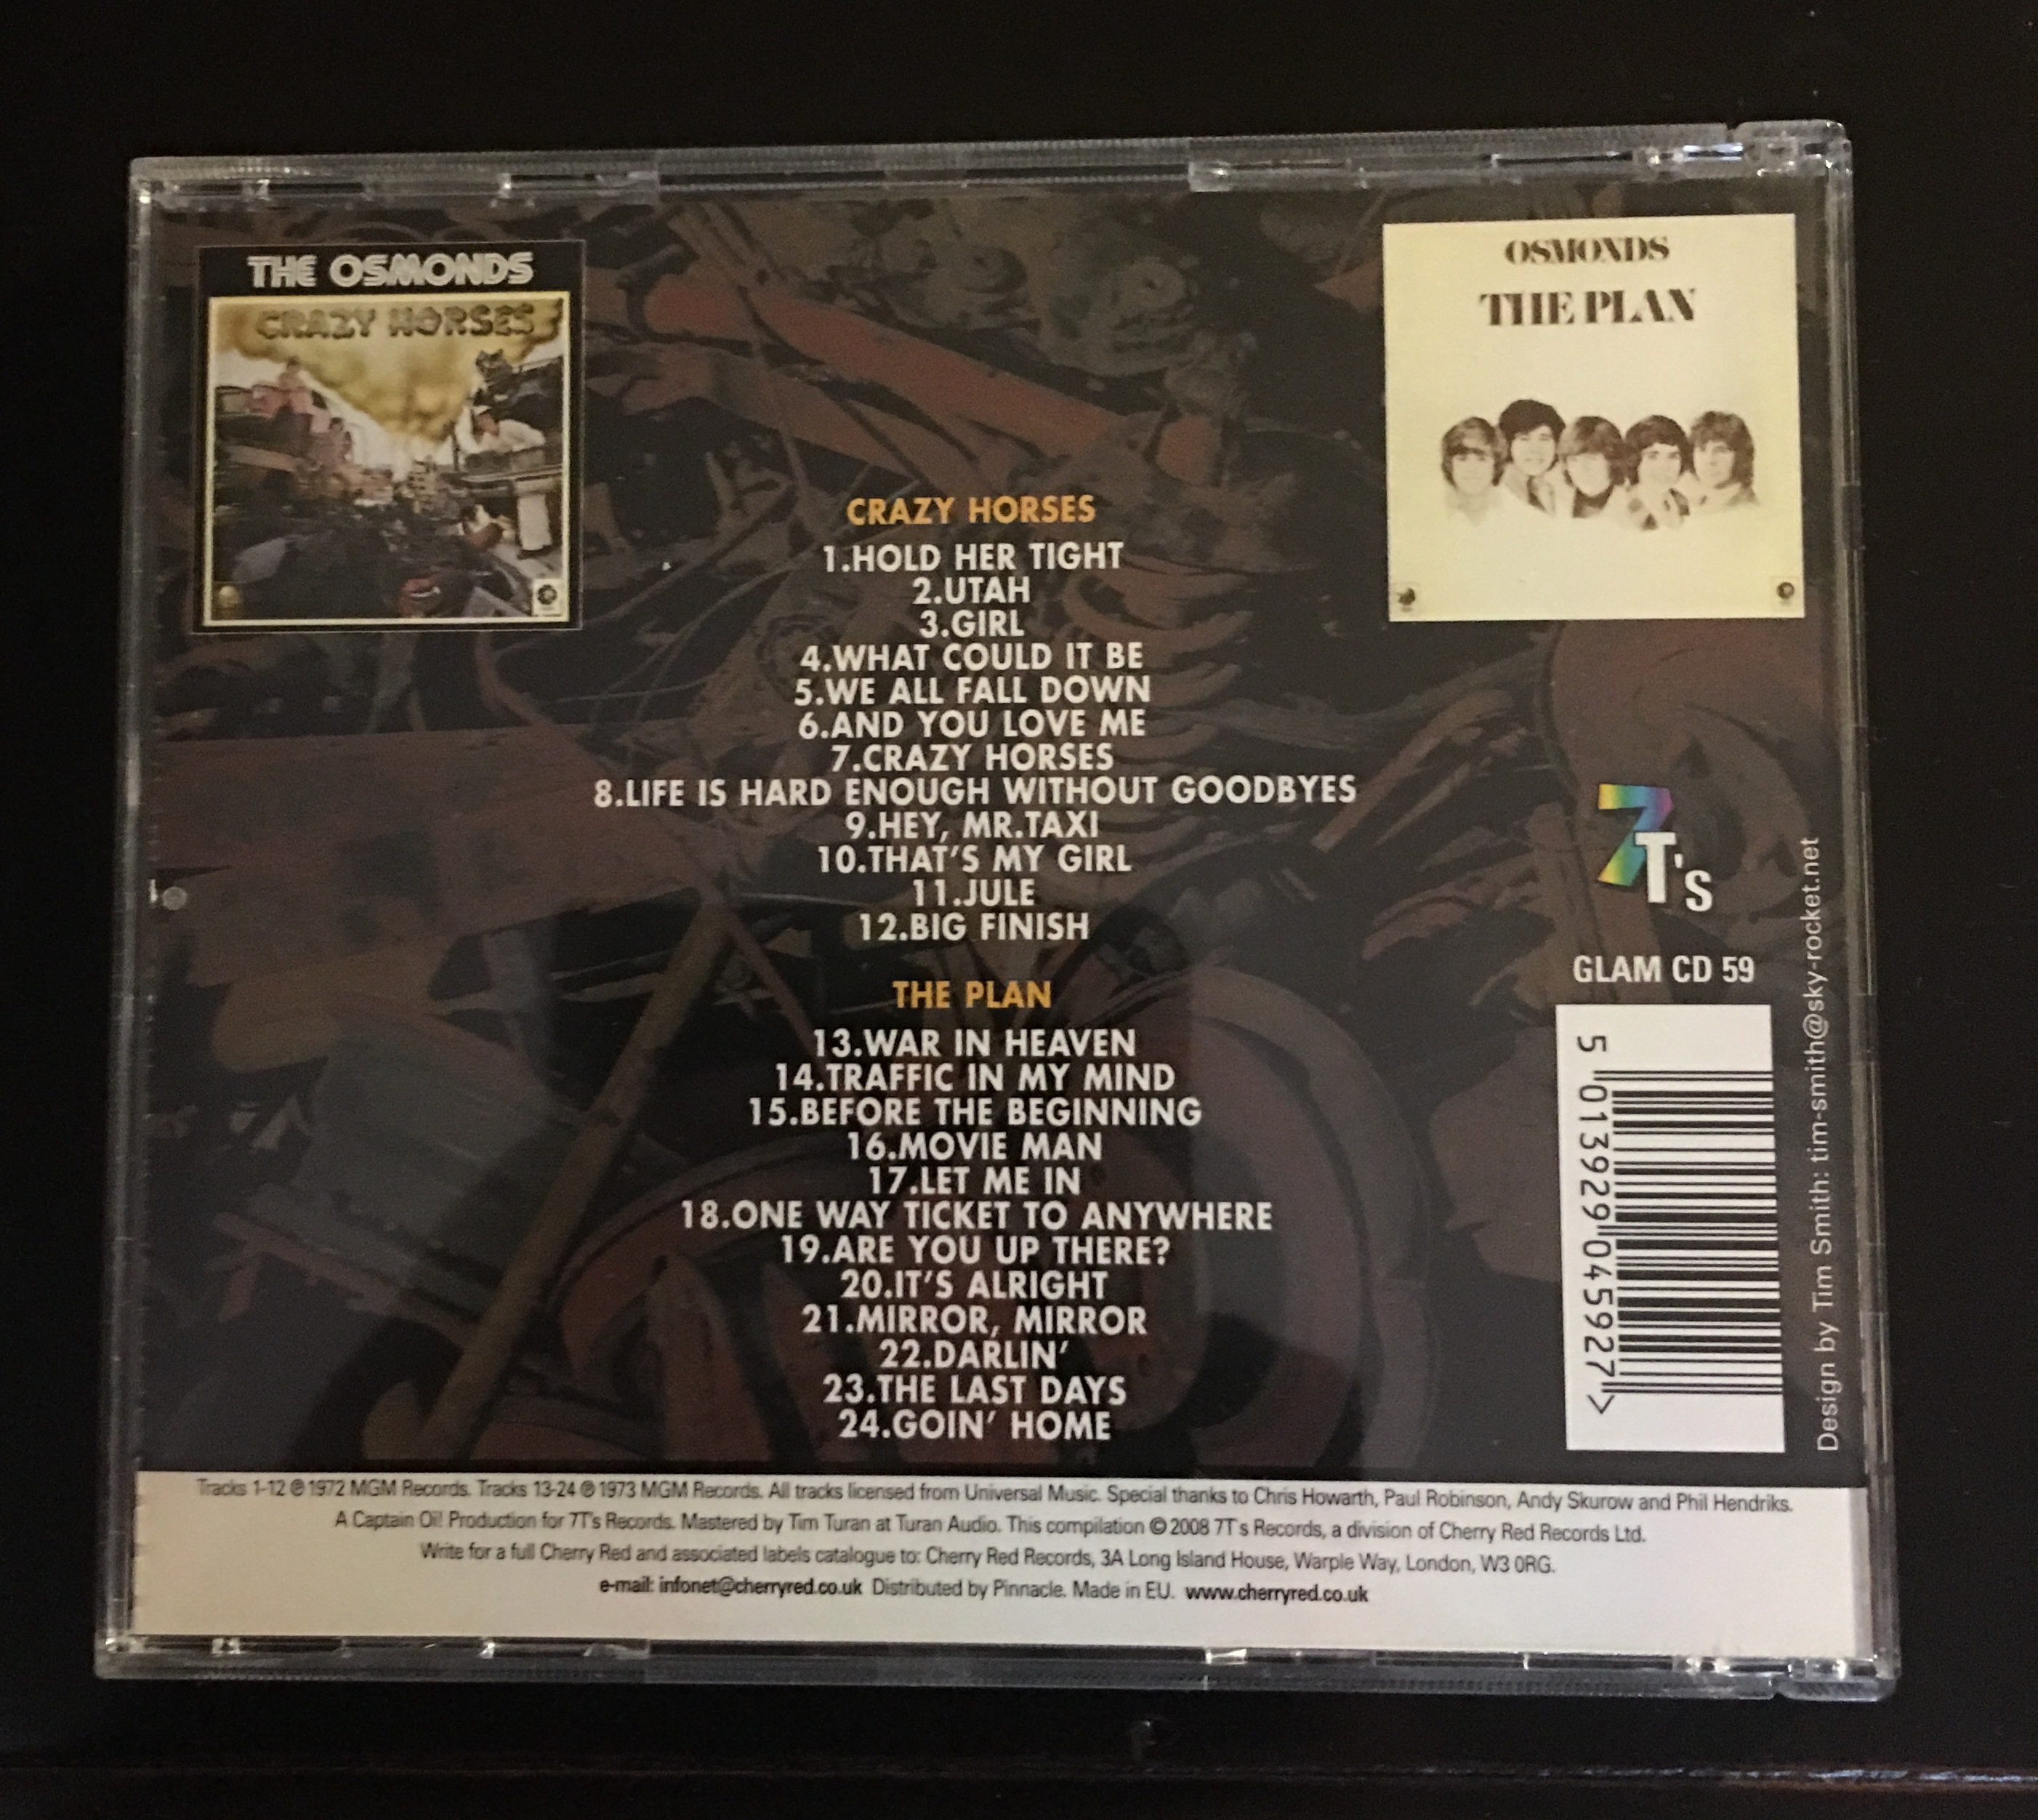 THE OSMONDS
CRAZY HORSES
OSMONDS
THE PLAN
CRAZY HORSES
1.HOLD HER TIGHT
2.UTAH
3.GIRL
4.WHAT COULD IT BE
5.WE ALL FALL DOWN
6.AND YOU LOVE ME
7.CRAZY HORSES
8.LIFE IS HARD ENOUGH WITHOUT GOODBYES
9.HEY, MR.TAXI
10.THAT'S MY GIRL
11.JULE
12.BIG FINISH
THE PLAN
13.WAR IN HEAVEN
14.TRAFFIC IN MY MIND
15.BEFORE THE BEGINNING
16.MOVIE MAN
17.LET ME IN
18.ONE WAY TICKET TO ANYWHERE
19.ARE YOU UP THERE?
20.IT'S ALRIGHT
21.MIRROR, MIRROR
22.DARLIN'
23.THE LAST DAYS
24.GOIN' HOME
7T's
GLAM CD 59
5 013929 045927 >
Design by Tim Smith: tim-smith@sky-rocket.net
Tracks 1-12 ℗ 1972 MGM Records. Tracks 13-24 ℗ 1973 MGM Records. All tracks licensed from Universal Music. Special thanks to Chris Howarth, Paul Robinson, Andy Skurow and Phil Hendriks.
A Captain Oi! Production for 7T's Records. Mastered by Tim Turan at Turan Audio. This compilation © 2008 7T's Records, a division of Cherry Red Records Ltd.
Write for a full Cherry Red and associated labels catalogue to: Cherry Red Records, 3A Long Island House, Warple Way, London, W3 0RG.
e-mail: infonet@cherryred.co.uk Distributed by Pinnacle. Made in EU. www.cherryred.co.uk